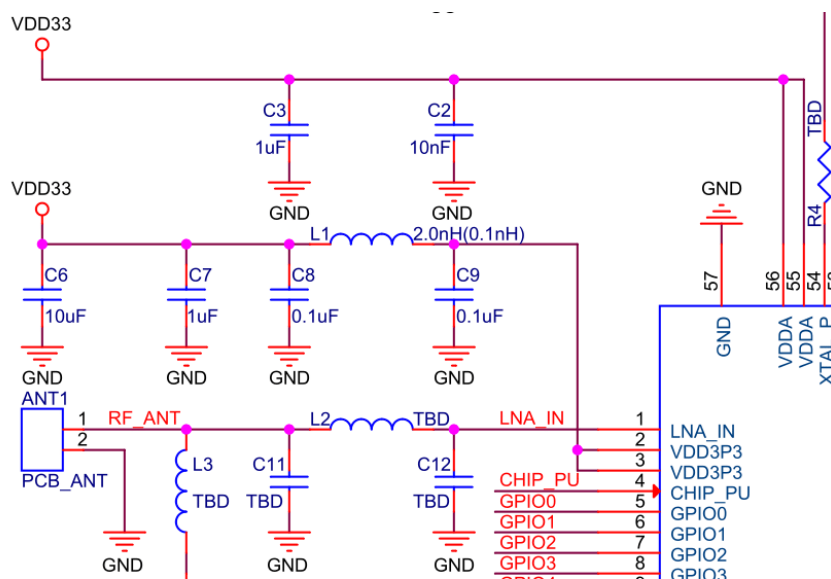 VDD33
C3
1uF
GND
C2
10nF
GND
TBD
R4
VDD33
L1
2.0nH(0.1nH)
C6
10uF
GND
C7
1uF
GND
C8
0.1uF
GND
C9
0.1uF
GND
GND
57
56
55
54
GND
VDDA
VDDA
XTAL_P
ANT1
1
2
PCB_ANT
RF_ANT
GND
L3
TBD
C11
TBD
GND
L2
TBD
C12
TBD
GND
LNA_IN
1
LNA_IN
2
VDD3P3
3
VDD3P3
CHIP_PU
4
CHIP_PU
GPIO0
5
GPIO0
GPIO1
6
GPIO1
GPIO2
7
GPIO2
GPIO3
8
GPIO3